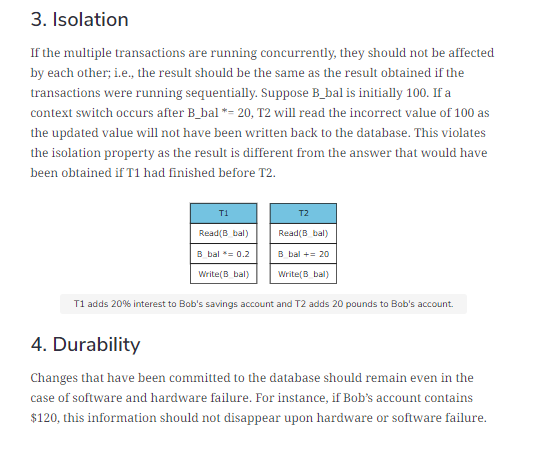 3. Isolation
If the multiple transactions are running concurrently, they should not be affected
by each other; i.e., the result should be the same as the result obtained if the
transactions were running sequentially. Suppose B_bal is initially 100. If a
context switch occurs after B_bal *= 20, T2 will read the incorrect value of 100 as
the updated value will not have been written back to the database. This violates
the isolation property as the result is different from the answer that would have
been obtained if T1 had finished before T2.
T1 T2
Read(B_bal) Read(B_bal)
B_bal *= 0.2 B_bal += 20
Write(B_bal) Write(B_bal)
T1 adds 20% interest to Bob's savings account and T2 adds 20 pounds to Bob's account.
4. Durability
Changes that have been committed to the database should remain even in the
case of software and hardware failure. For instance, if Bob’s account contains
$120, this information should not disappear upon hardware or software failure.